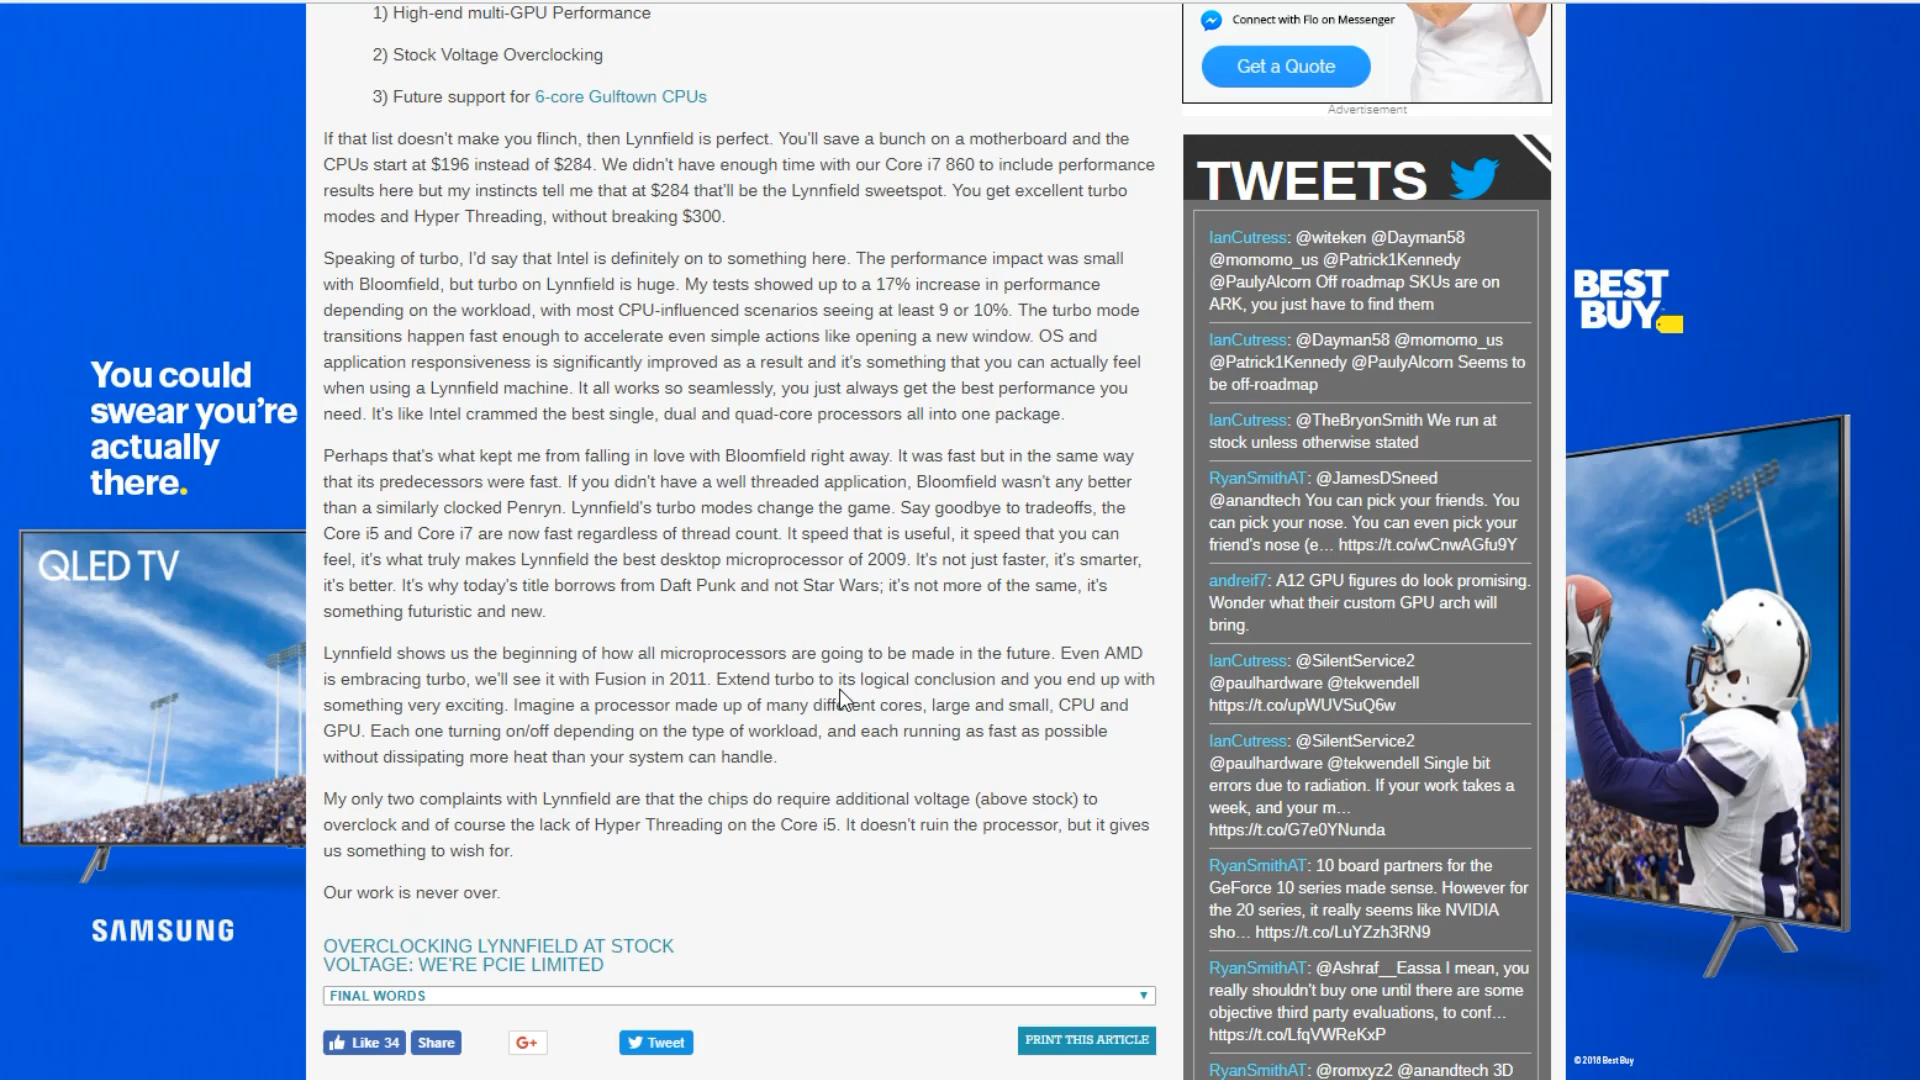 1) High-end multi-GPU Performance
2) Stock Voltage Overclocking
3) Future support for 6-core Gulftown CPUs
If that list doesn't make you flinch, then Lynnfield is perfect. You'll save a bunch on a motherboard and the
CPUs start at $196 instead of $284. We didn't have enough time with our Core i7 860 to include performance
results here but my instincts tell me that at $284 that'll be the Lynnfield sweetspot. You get excellent turbo
modes and Hyper Threading, without breaking $300.
Speaking of turbo, I'd say that Intel is definitely on to something here. The performance impact was small
with Bloomfield, but turbo on Lynnfield is huge. My tests showed up to a 17% increase in performance
depending on the workload, with most CPU-influenced scenarios seeing at least 9 or 10%. The turbo mode
transitions happen fast enough to accelerate even simple actions like opening a new window. OS and
application responsiveness is significantly improved as a result and it's something that you can actually feel
when using a Lynnfield machine. It all works so seamlessly, you just always get the best performance you
need. It's like Intel crammed the best single, dual and quad-core processors all into one package.
Perhaps that's what kept me from falling in love with Bloomfield right away. It was fast but in the same way
that its predecessors were fast. If you didn't have a well threaded application, Bloomfield wasn't any better
than a similarly clocked Penryn. Lynnfield's turbo modes change the game. Say goodbye to tradeoffs, the
Core i5 and Core i7 are now fast regardless of thread count. It speed that is useful, it speed that you can
feel, it's what truly makes Lynnfield the best desktop microprocessor of 2009. It's not just faster, it's smarter,
it's better. It's why today's title borrows from Daft Punk and not Star Wars; it's not more of the same, it's
something futuristic and new.
Lynnfield shows us the beginning of how all microprocessors are going to be made in the future. Even AMD
is embracing turbo, we'll see it with Fusion in 2011. Extend turbo to its logical conclusion and you end up with
something very exciting. Imagine a processor made up of many different cores, large and small, CPU and
GPU. Each one turning on/off depending on the type of workload, and each running as fast as possible
without dissipating more heat than your system can handle.
My only two complaints with Lynnfield are that the chips do require additional voltage (above stock) to
overclock and of course the lack of Hyper Threading on the Core i5. It doesn't ruin the processor, but it gives
us something to wish for.
Our work is never over.
OVERCLOCKING LYNNFIELD AT STOCK
VOLTAGE: WE'RE PCIE LIMITED
FINAL WORDS
Like 34 Share G+ Tweet PRINT THIS ARTICLE
Connect with Flo on Messenger
Get a Quote
Advertisement
TWEETS
IanCutress: @witeken @Dayman58
@momomo_us @Patrick1Kennedy
@PaulyAlcorn Off roadmap SKUs are on
ARK, you just have to find them
IanCutress: @Dayman58 @momomo_us
@Patrick1Kennedy @PaulyAlcorn Seems to
be off-roadmap
IanCutress: @TheBryonSmith We run at
stock unless otherwise stated
RyanSmithAT: @JamesDSneed
@anandtech You can pick your friends. You
can pick your nose. You can even pick your
friend's nose (e... https://t.co/wCnwAGfu9Y
andreif7: A12 GPU figures do look promising.
Wonder what their custom GPU arch will
bring.
IanCutress: @SilentService2
@paulhardware @tekwendell
https://t.co/upWUVSuQ6w
IanCutress: @SilentService2
@paulhardware @tekwendell Single bit
errors due to radiation. If your work takes a
week, and your m...
https://t.co/G7e0YNunda
RyanSmithAT: 10 board partners for the
GeForce 10 series made sense. However for
the 20 series, it really seems like NVIDIA
sho... https://t.co/LuYZzh3RN9
RyanSmithAT: @Ashraf__Eassa I mean, you
really shouldn't buy one until there are some
objective third party evaluations, to conf...
https://t.co/LfqVWReKxP
RyanSmithAT: @romxyz2 @anandtech 3D
You could
swear you're
actually
there.
QLED TV
SAMSUNG
BEST
BUY
© 2018 Best Buy